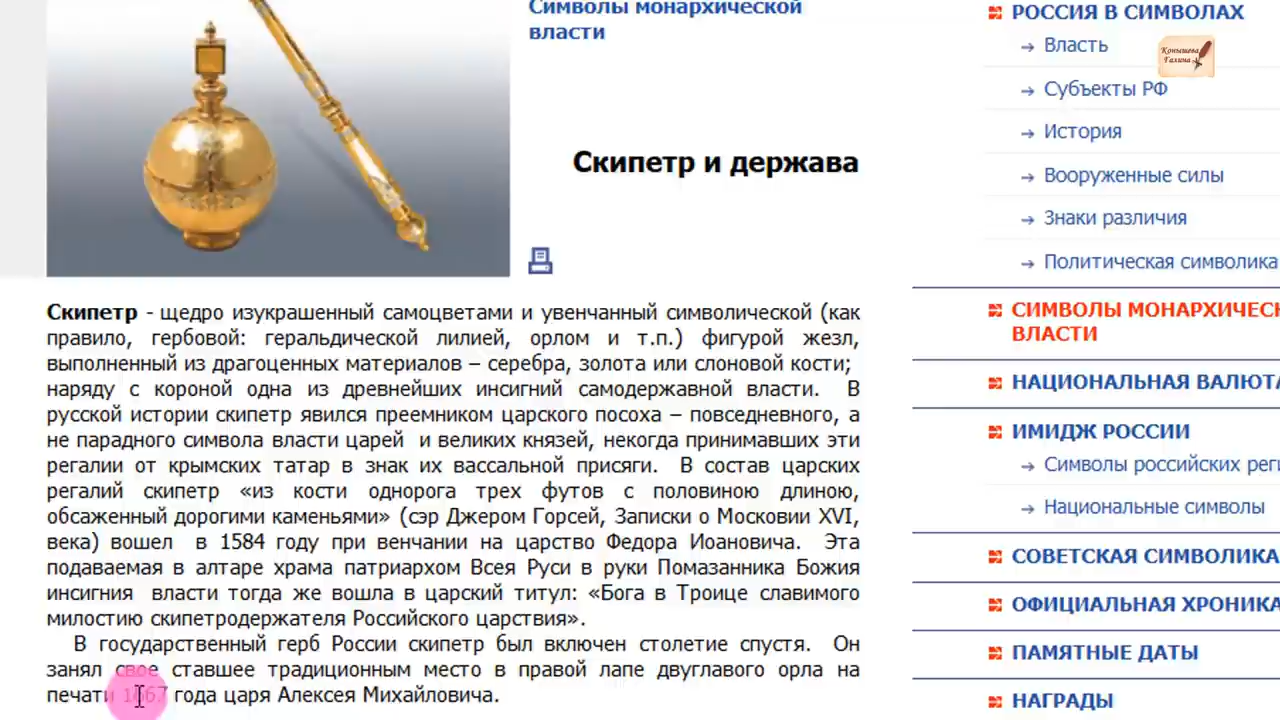 Символы монархической
власти
Скипетр и держава
Скипетр - щедро изукрашенный самоцветами и увенчанный символической (как
правило, гербовой: геральдической лилией, орлом и т.п.) фигурой жезл,
выполненный из драгоценных материалов – серебра, золота или слоновой кости;
наряду с короной одна из древнейших инсигний самодержавной власти. В
русской истории скипетр явился преемником царского посоха – повседневного, а
не парадного символа власти царей и великих князей, некогда принимавших эти
регалии от крымских татар в знак их вассальной присяги. В состав царских
регалий скипетр «из кости однорога трех футов с половиною длиною,
обсаженный дорогими каменьями» (сэр Джером Горсей, Записки о Московии XVI,
века) вошел в 1584 году при венчании на царство Федора Иоановича. Эта
подаваемая в алтаре храма патриархом Всея Руси в руки Помазанника Божия
инсигния власти тогда же вошла в царский титул: «Бога в Троице славимого
милостию скипетродержателя Российского царствия».
В государственный герб России скипетр был включен столетие спустя. Он
занял свое ставшее традиционным место в правой лапе двуглавого орла на
печати 1667 года царя Алексея Михайловича.
РОССИЯ В СИМВОЛАХ
Власть
Конышева
Галина
Субъекты РФ
История
Вооруженные силы
Знаки различия
Политическая символика
СИМВОЛЫ МОНАРХИЧЕСК
ВЛАСТИ
НАЦИОНАЛЬНАЯ ВАЛЮТА
ИМИДЖ РОССИИ
Символы российских реги
Национальные символы
СОВЕТСКАЯ СИМВОЛИКА
ОФИЦИАЛЬНАЯ ХРОНИКА
ПАМЯТНЫЕ ДАТЫ
НАГРАДЫ